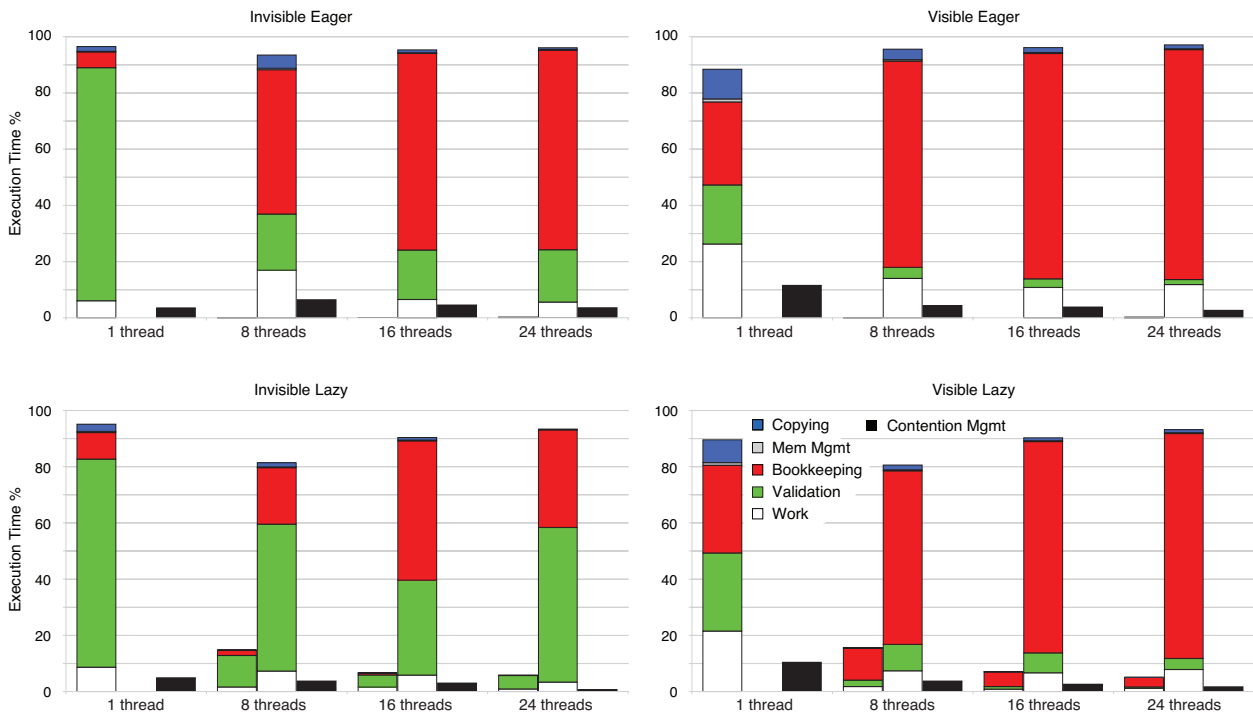 Invisible Eager
Execution Time %
100
80
60
40
20
0
1 thread 8 threads 16 threads 24 threads
Visible Eager
100
80
60
40
20
0
1 thread 8 threads 16 threads 24 threads
Invisible Lazy
Execution Time %
100
80
60
40
20
0
1 thread 8 threads 16 threads 24 threads
Visible Lazy
100
80
60
40
20
0
Copying Contention Mgmt
Mem Mgmt
Bookkeeping
Validation
Work
1 thread 8 threads 16 threads 24 threads